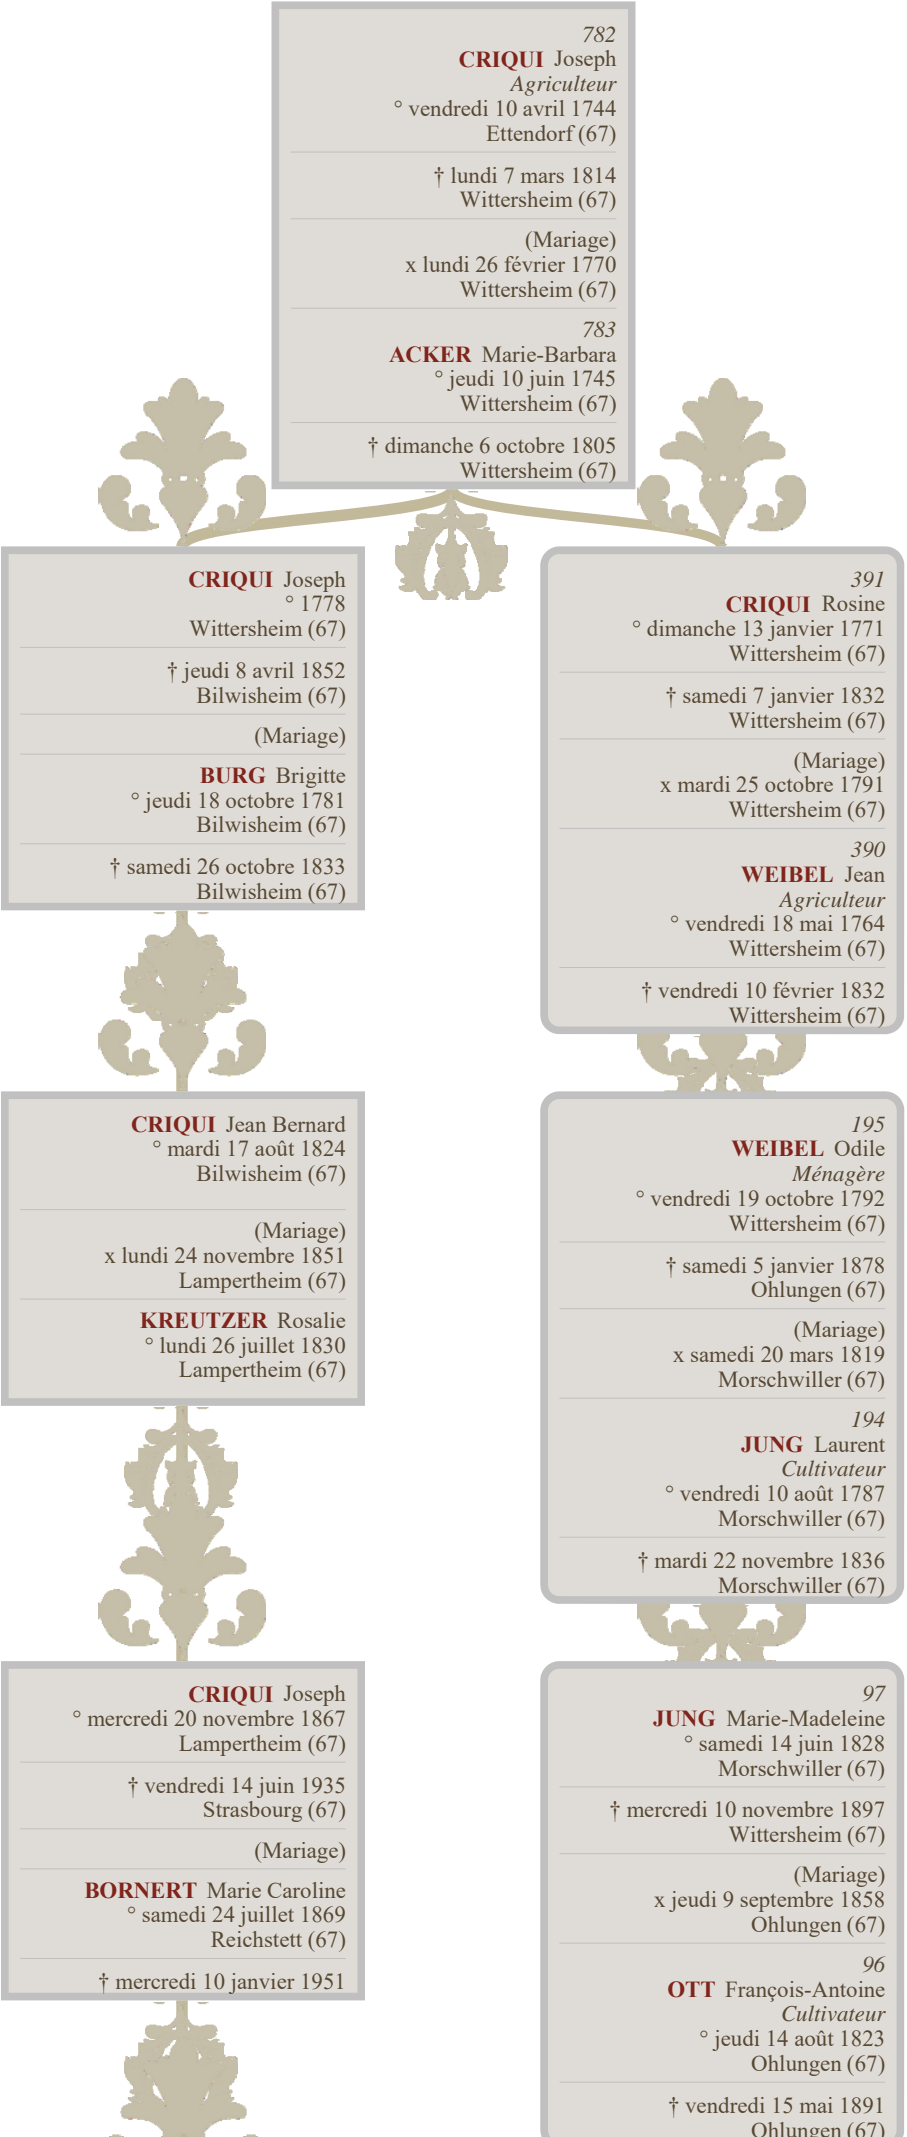 782
CRIQUI Joseph
Agriculteur
° vendredi 10 avril 1744
Ettendorf (67)
† lundi 7 mars 1814
Wittersheim (67)
(Mariage)
x lundi 26 février 1770
Wittersheim (67)
783
ACKER Marie-Barbara
° jeudi 10 juin 1745
Wittersheim (67)
† dimanche 6 octobre 1805
Wittersheim (67)
CRIQUI Joseph
° 1778
Wittersheim (67)
† jeudi 8 avril 1852
Bilwisheim (67)
(Mariage)
BURG Brigitte
° jeudi 18 octobre 1781
Bilwisheim (67)
† samedi 26 octobre 1833
Bilwisheim (67)
391
CRIQUI Rosine
° dimanche 13 janvier 1771
Wittersheim (67)
† samedi 7 janvier 1832
Wittersheim (67)
(Mariage)
x mardi 25 octobre 1791
Wittersheim (67)
390
WEIBEL Jean
Agriculteur
° vendredi 18 mai 1764
Wittersheim (67)
† vendredi 10 février 1832
Wittersheim (67)
CRIQUI Jean Bernard
° mardi 17 août 1824
Bilwisheim (67)
(Mariage)
x lundi 24 novembre 1851
Lampertheim (67)
KREUTZER Rosalie
° lundi 26 juillet 1830
Lampertheim (67)
195
WEIBEL Odile
Ménagère
° vendredi 19 octobre 1792
Wittersheim (67)
† samedi 5 janvier 1878
Ohlungen (67)
(Mariage)
x samedi 20 mars 1819
Morschwiller (67)
194
JUNG Laurent
Cultivateur
° vendredi 10 août 1787
Morschwiller (67)
† mardi 22 novembre 1836
Morschwiller (67)
CRIQUI Joseph
° mercredi 20 novembre 1867
Lampertheim (67)
† vendredi 14 juin 1935
Strasbourg (67)
(Mariage)
BORNERT Marie Caroline
° samedi 24 juillet 1869
Reichstett (67)
† mercredi 10 janvier 1951
97
JUNG Marie-Madeleine
° samedi 14 juin 1828
Morschwiller (67)
† mercredi 10 novembre 1897
Wittersheim (67)
(Mariage)
x jeudi 9 septembre 1858
Ohlungen (67)
96
OTT François-Antoine
Cultivateur
° jeudi 14 août 1823
Ohlungen (67)
† vendredi 15 mai 1891
Ohlungen (67)